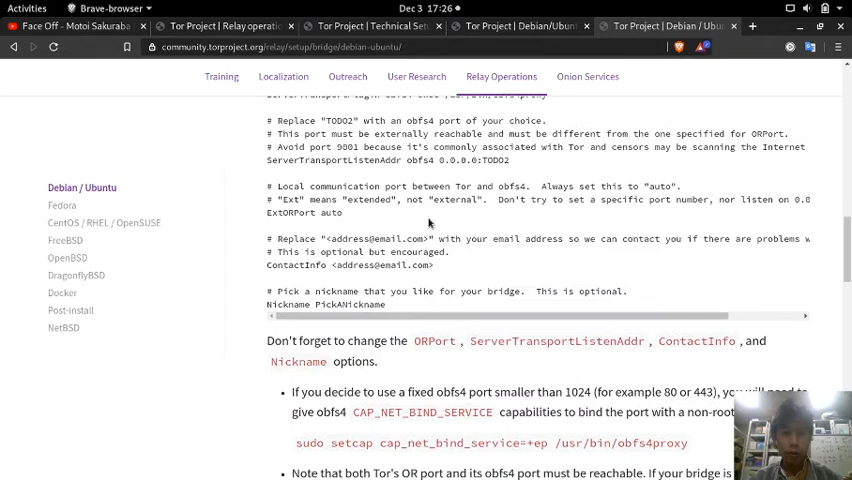 Activities
Brave-browser
Dec 3 17:26
Face Off - Motoi Sakuraba
Tor Project | Relay operatio
Tor Project | Technical Set
Tor Project | Debian/Ubunt
Tor Project | Debian / Ubu
community.torproject.org/relay/setup/bridge/debian-ubuntu/
Training
Localization
Outreach
User Research
Relay Operations
Onion Services
Debian / Ubuntu
Fedora
CentOS / RHEL / OpenSUSE
FreeBSD
OpenBSD
DragonflyBSD
Docker
Post-install
NetBSD
# Replace "TODO2" with an obfs4 port of your choice.
# This port must be externally reachable and must be different from the one specified for ORPort.
# Avoid port 9001 because it's commonly associated with Tor and censors may be scanning the Internet
ServerTransportListenAddr obfs4 0.0.0.0:TODO2
# Local communication port between Tor and obfs4. Always set this to "auto".
# "Ext" means "extended", not "external". Don't try to set a specific port number, nor listen on 0.0
ExtORPort auto
# Replace "<address@email.com>" with your email address so we can contact you if there are problems w
# This is optional but encouraged.
ContactInfo <address@email.com>
# Pick a nickname that you like for your bridge. This is optional.
Nickname PickANickname
Don't forget to change the ORPort, ServerTransportListenAddr, ContactInfo, and
Nickname options.
• If you decide to use a fixed obfs4 port smaller than 1024 (for example 80 or 443), you will need to
give obfs4 CAP_NET_BIND_SERVICE capabilities to bind the port with a non-root
sudo setcap cap_net_bind_service=+ep /usr/bin/obfs4proxy
• Note that both Tor's OR port and its obfs4 port must be reachable. If your bridge is